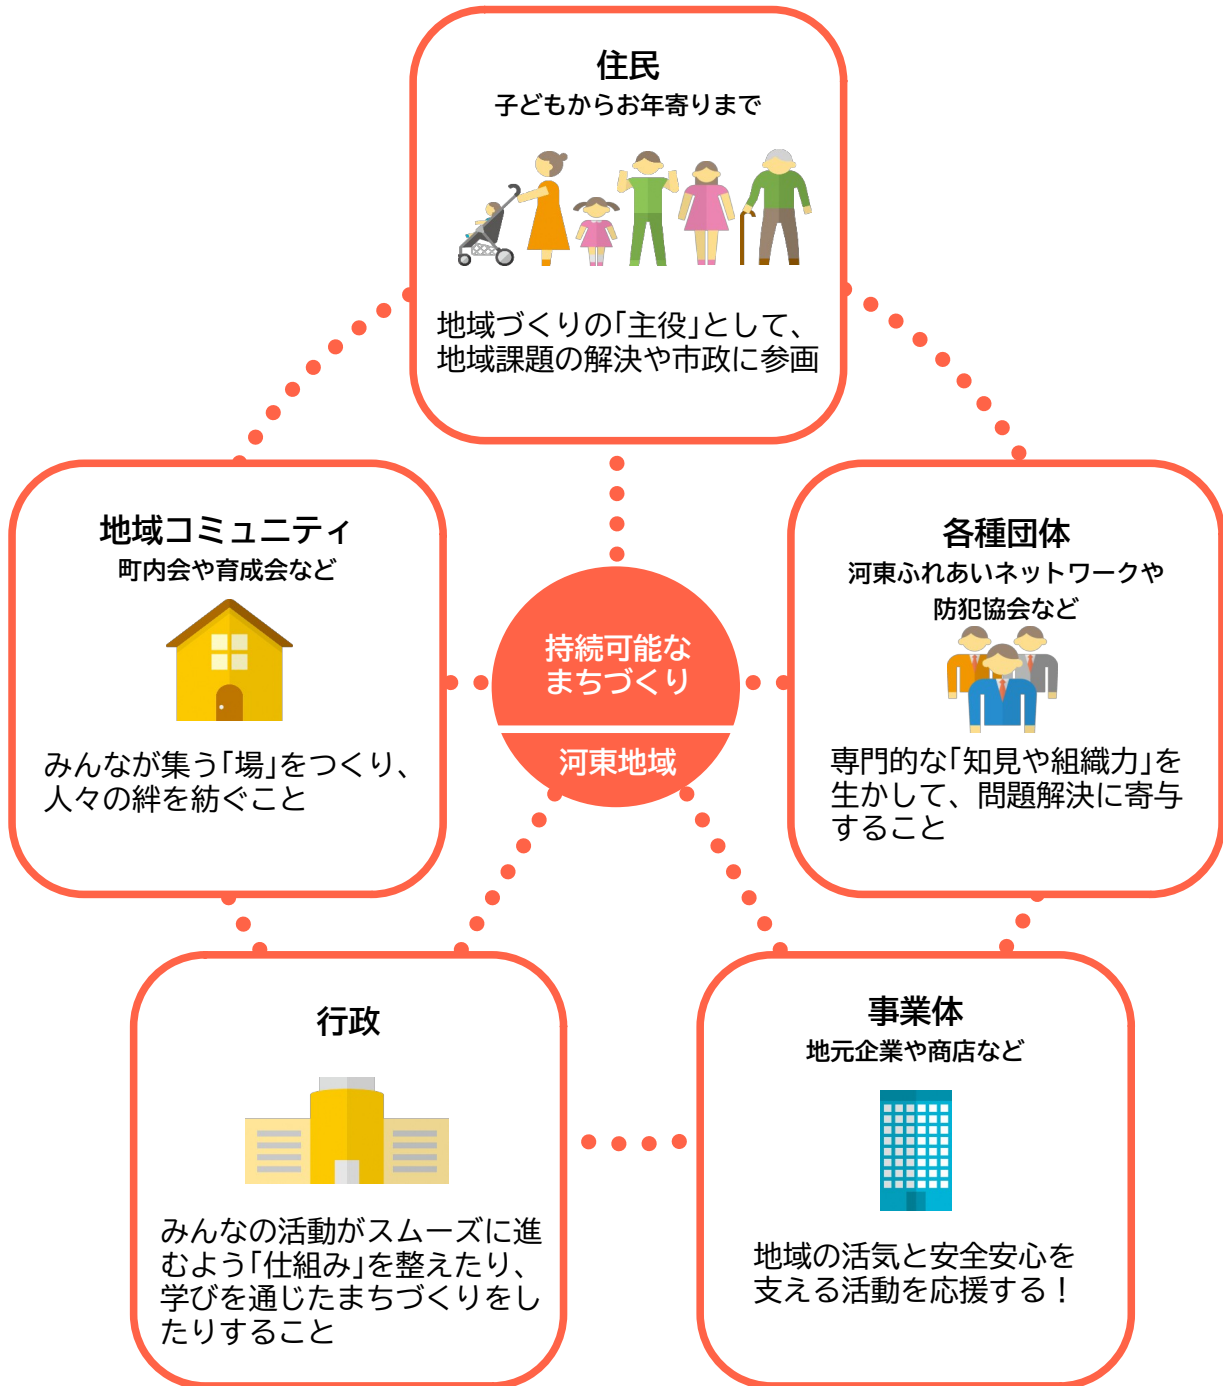 住民
子どもからお年寄りまで
地域づくりの「主役」として、
地域課題の解決や市政に参画
地域コミュニティ
町内会や育成会など
みんなが集う「場」をつくり、
人々の絆を紡ぐこと
持続可能な
まちづくり
河東地域
各種団体
河東ふれあいネットワークや
防犯協会など
専門的な「知見や組織力」を
生かして、問題解決に寄与
すること
行政
みんなの活動がスムーズに進
むよう「仕組み」を整えたり、
学びを通じたまちづくりをし
たりすること
事業体
地元企業や商店など
地域の活気と安全安心を
支える活動を応援する！